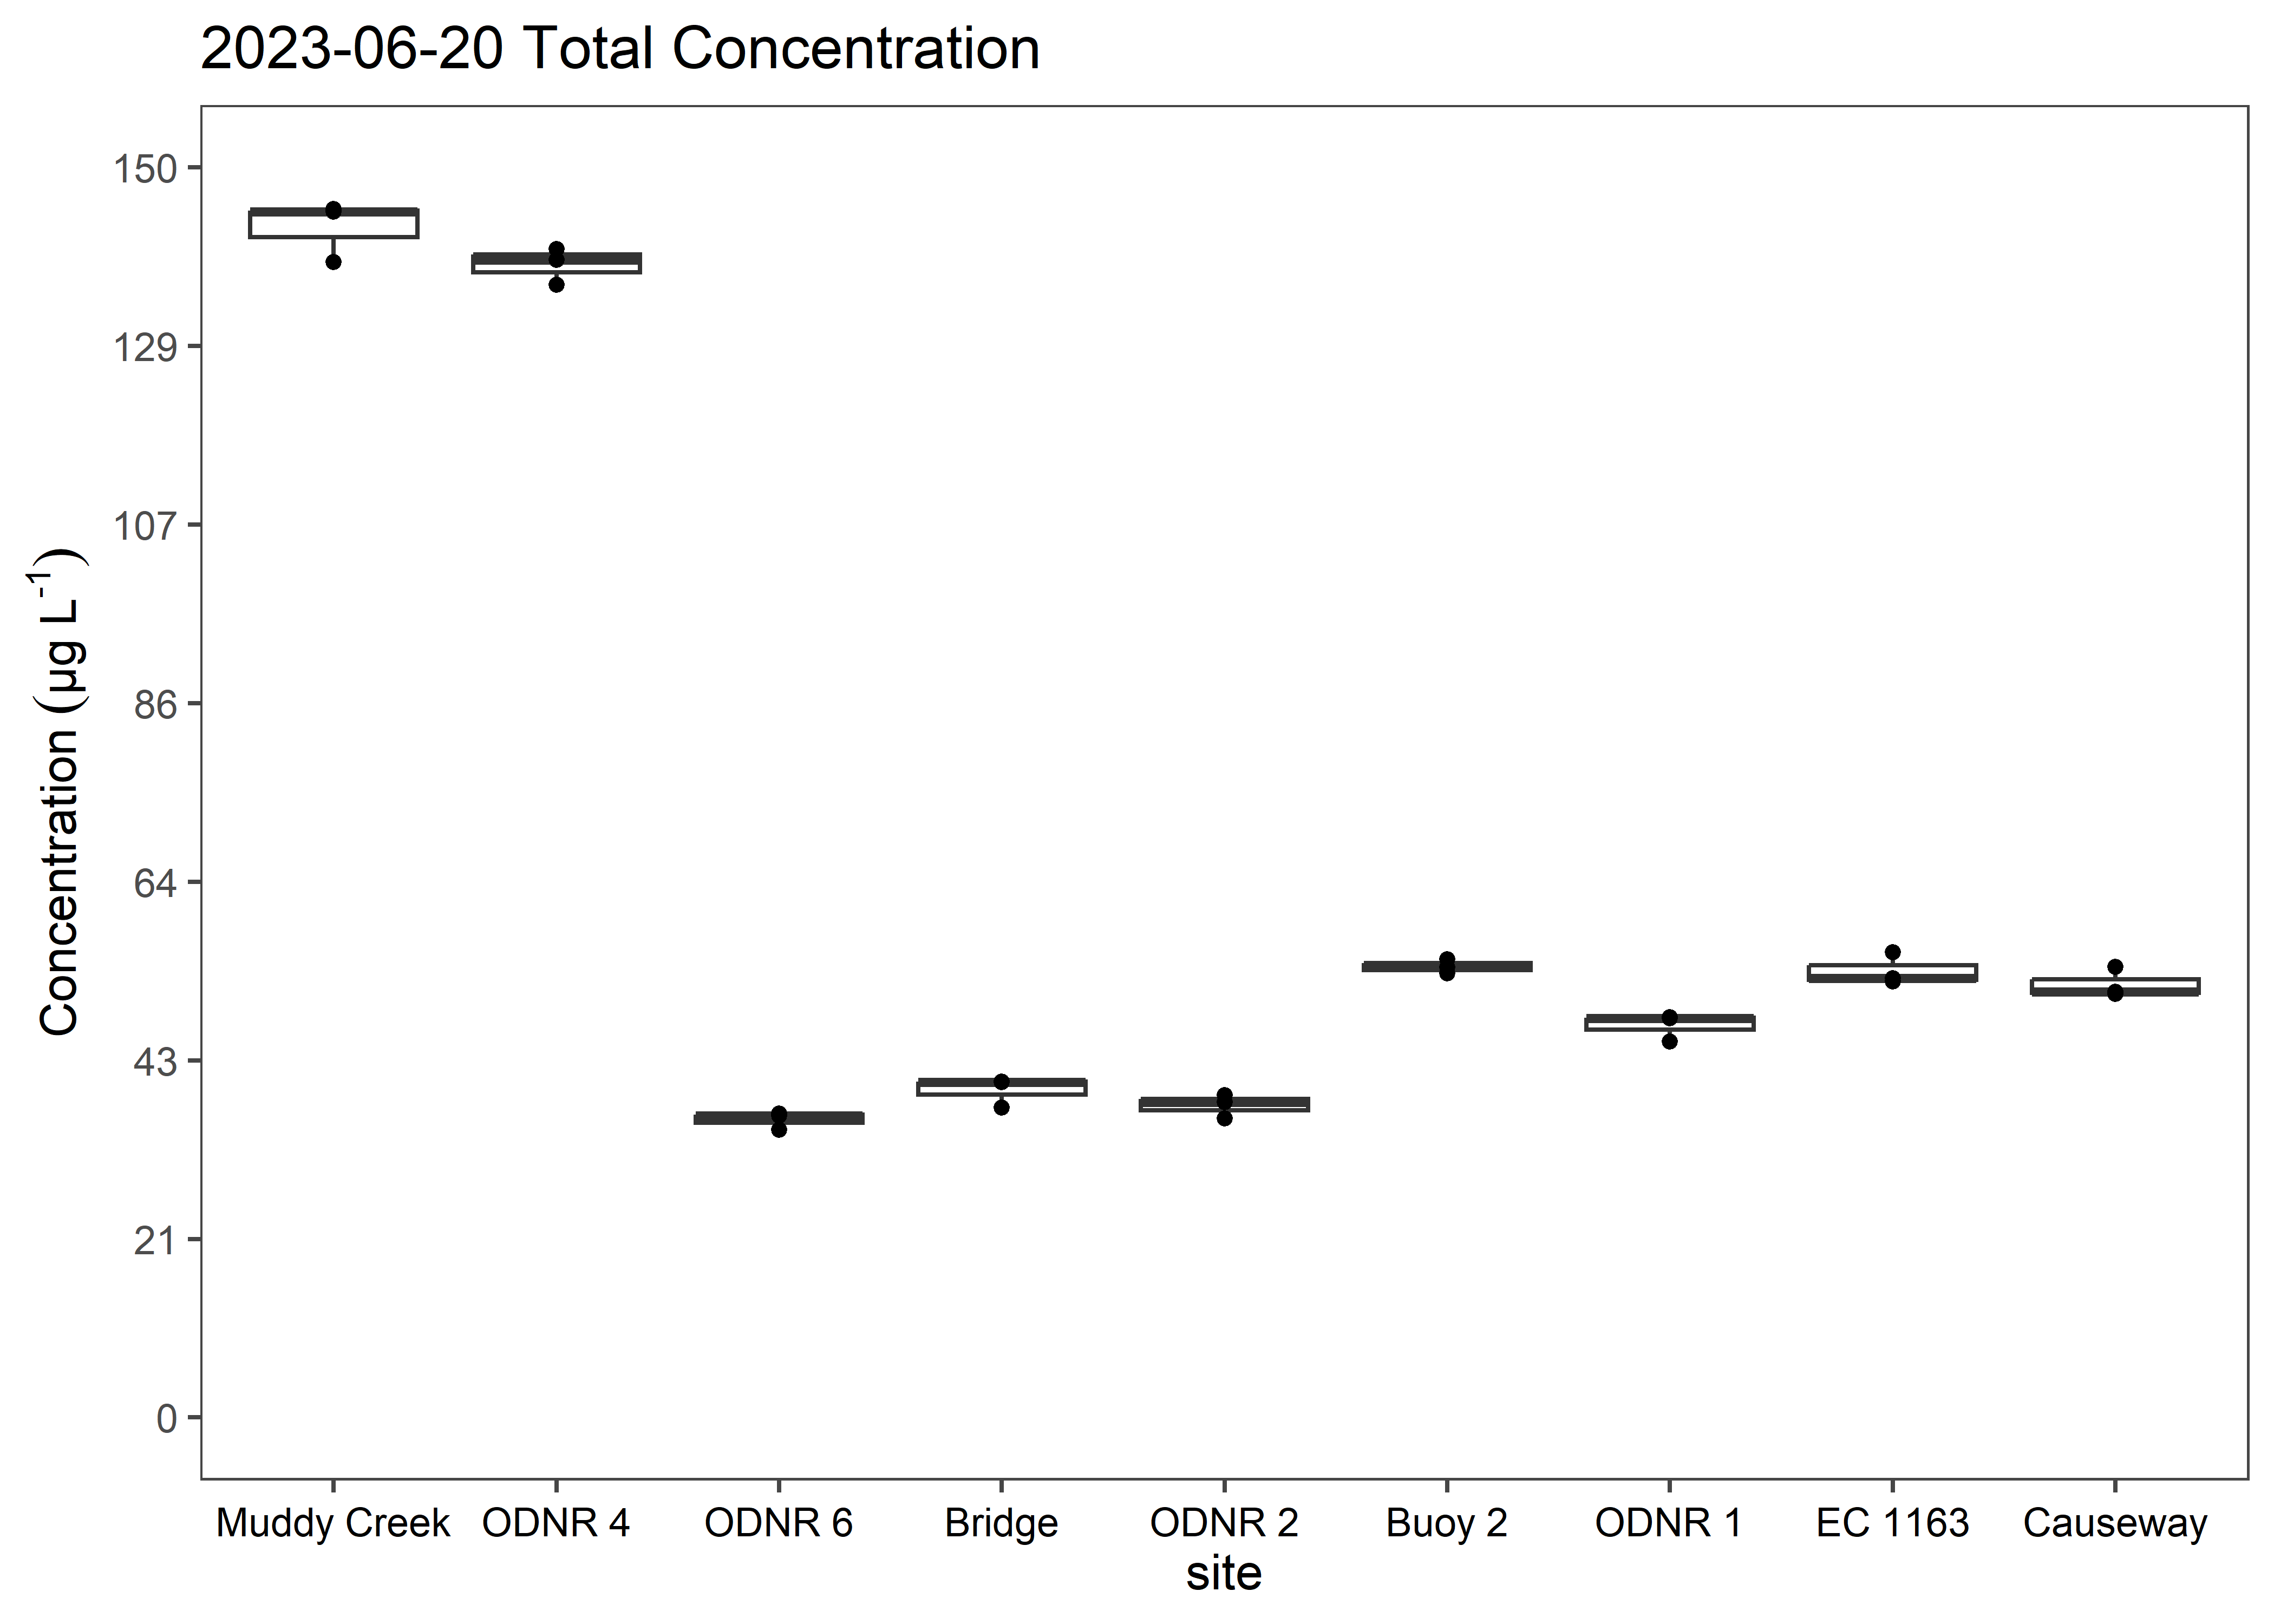 2023-06-20 Total Concentration
Concentration (µg L⁻¹)
150
129
107
86
64
43
21
0
Muddy Creek ODNR 4 ODNR 6 Bridge ODNR 2 Buoy 2 ODNR 1 EC 1163 Causeway
site